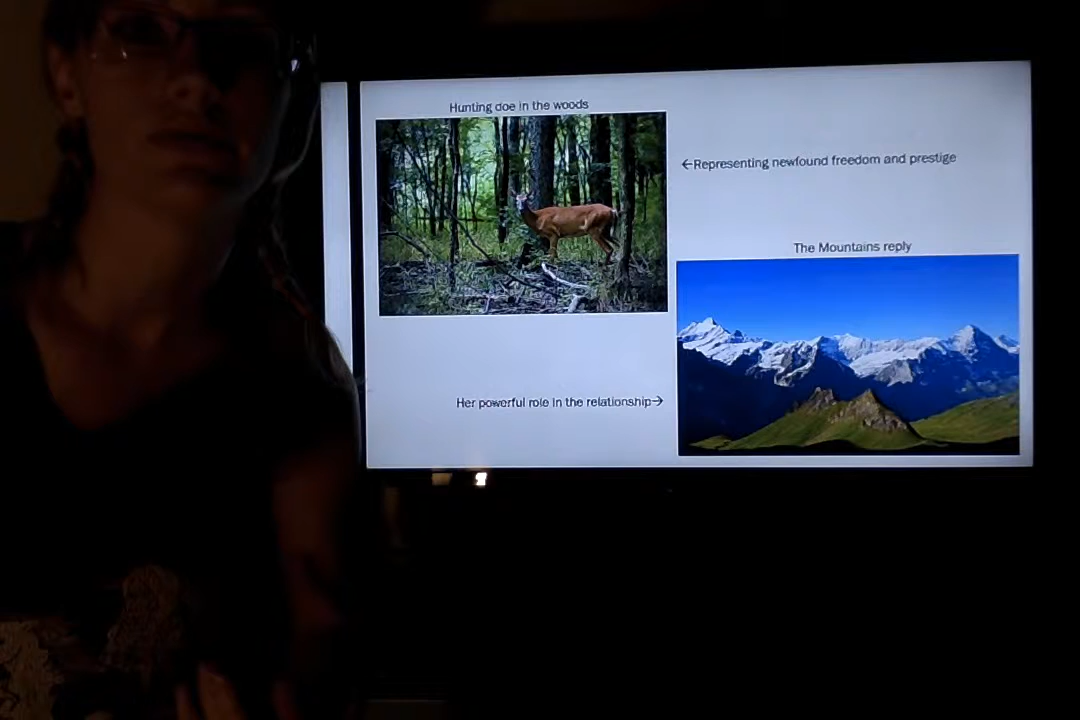 Hunting doe in the woods
←Representing newfound freedom and prestige
The Mountains reply
Her powerful role in the relationship→